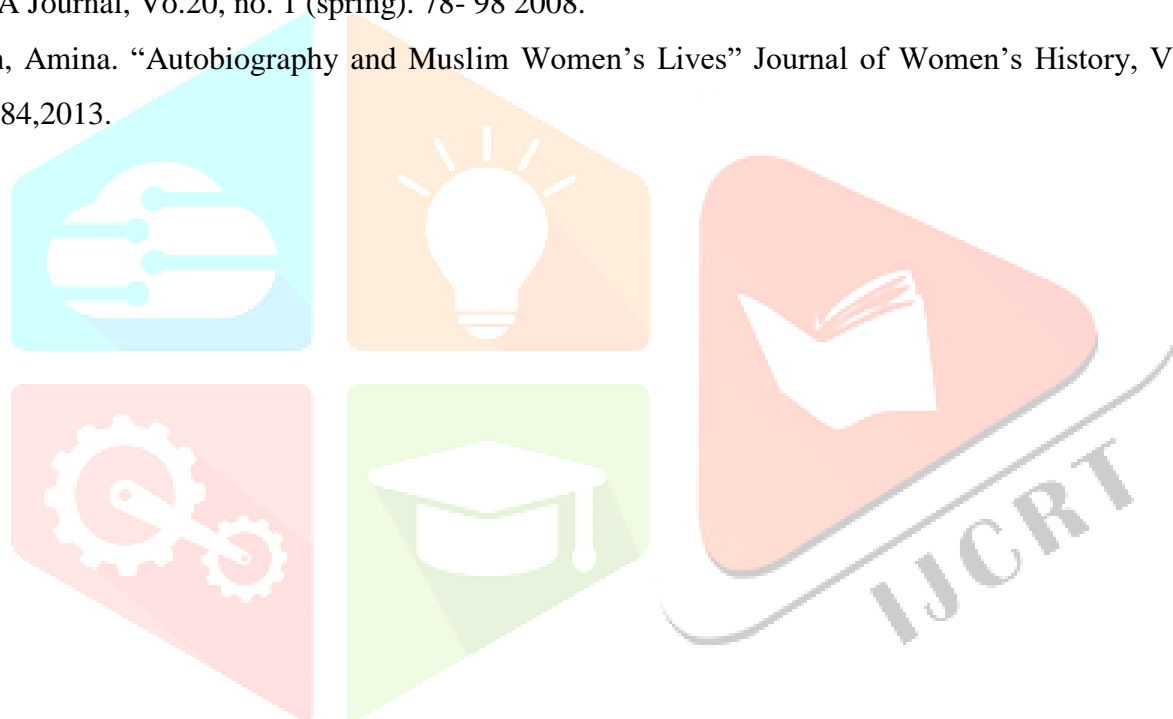 A Journal, Vo.20, no. 1 (spring). 78- 98 2008.
Amina. “Autobiography and Muslim Women’s Lives” Journal of Women’s History, V
84,2013.
IJCRT